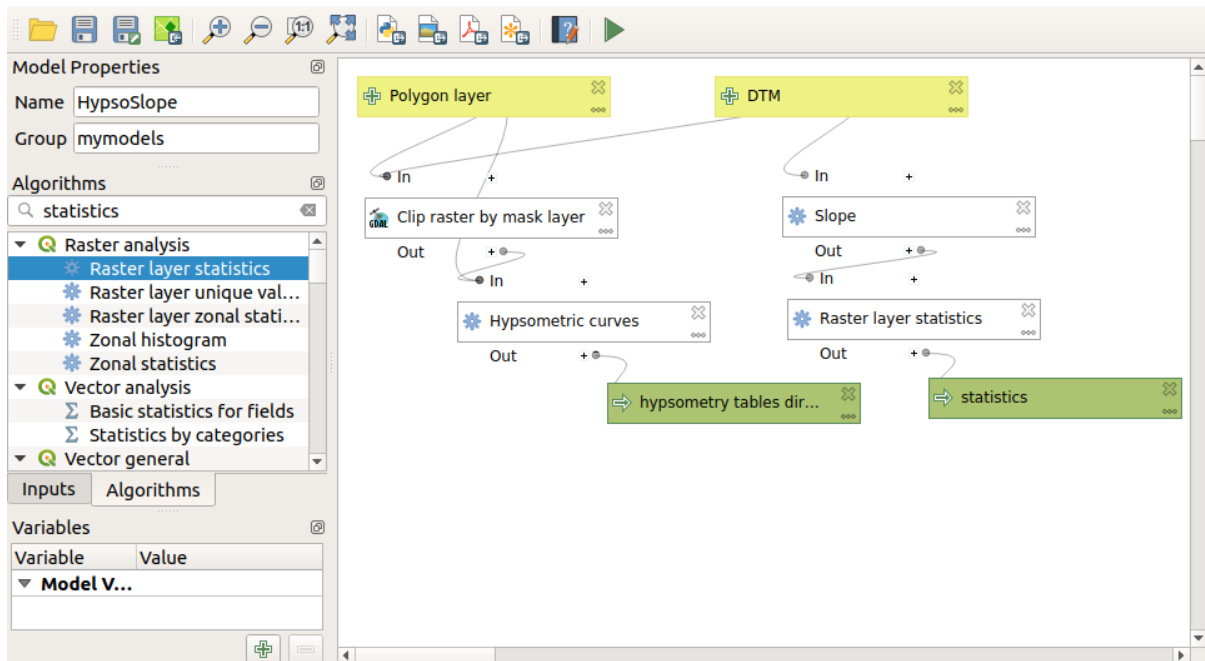 1:1
Model Properties
Name HypsoSlope
Group mymodels
Algorithms
statistics
Raster analysis
Raster layer statistics
Raster layer unique val...
Raster layer zonal stati...
Zonal histogram
Zonal statistics
Vector analysis
Basic statistics for fields
Statistics by categories
Vector general
Inputs Algorithms
Variables
Variable Value
Model V...
Polygon layer
DTM
In
In
Clip raster by mask layer
GDAL
Slope
Out
Out
In
In
Hypsometric curves
Raster layer statistics
Out
Out
hypsometry tables dir...
statistics